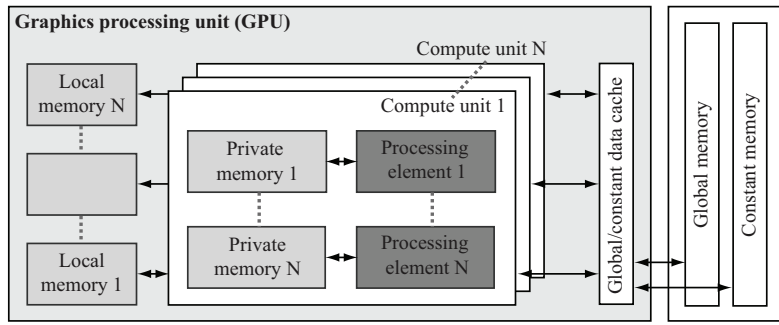 Graphics processing unit (GPU)
Compute unit N
Local
memory N
Compute unit 1
Private
memory 1
Processing
element 1
Private
memory N
Processing
element N
Local
memory 1
Global/constant data cache
Global memory
Constant memory